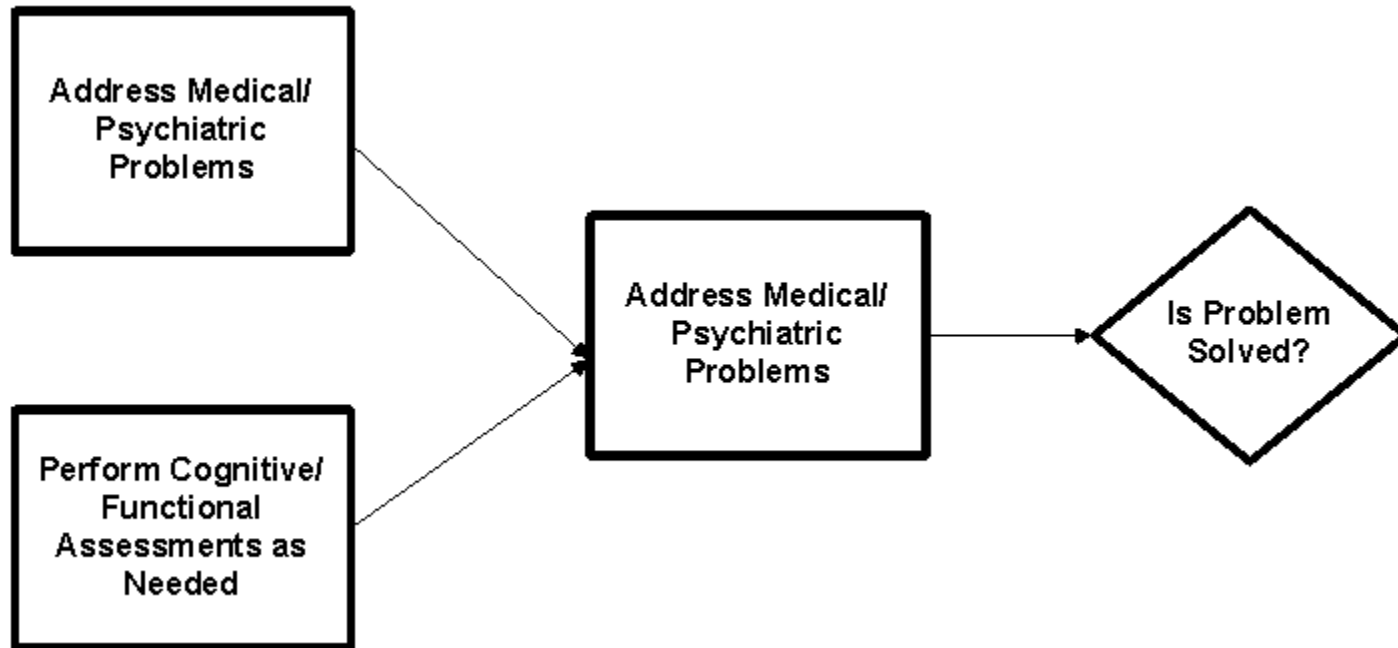 Address Medical/
Psychiatric
Problems
Perform Cognitive/
Functional
Assessments as
Needed
Address Medical/
Psychiatric
Problems
Is Problem
Solved?